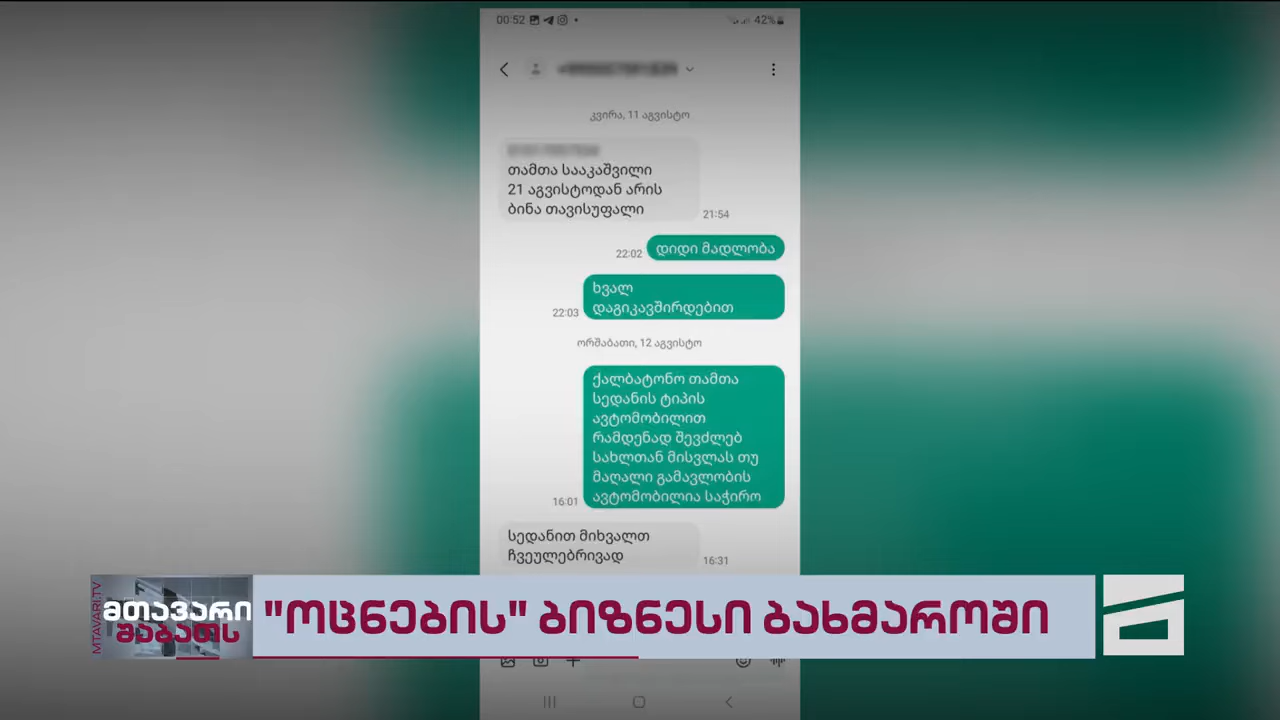 00:52
42%
კვირა, 11 აგვისტო
თამთა სააკაშვილი
21 აგვისტოდან არის
ბინა თავისუფალი
21:54
დიდი მადლობა
22:02
ხვალ
დაგიკავშირდებით
22:03
ორშაბათი, 12 აგვისტო
ქალბატონო თამთა
სედანის ტიპის
ავტომობილით
რამდენად შევძლებ
სახლთან მისვლას თუ
მაღალი გამავლობის
ავტომობილია საჭირო
16:01
სედანით მიხვალთ
ჩვეულებრივად
16:31
MTAVARI.TV
მთავარი
შაბათს
"ოცნების" ბიზნესი ბახმაროში